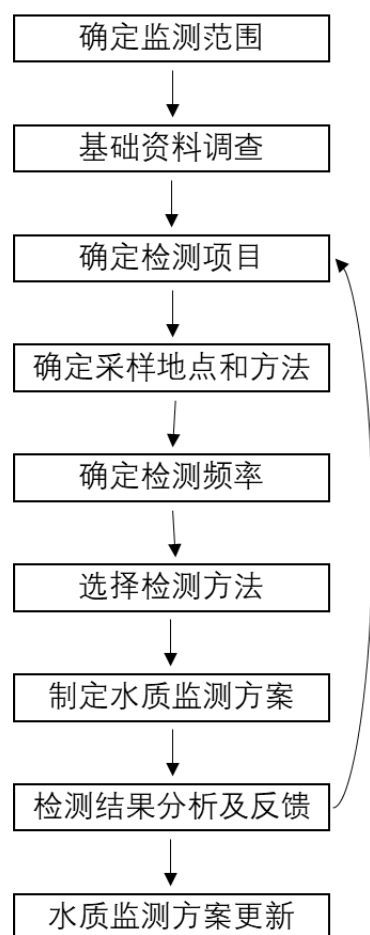 确定监测范围
基础资料调查
确定检测项目
确定采样地点和方法
确定检测频率
选择检测方法
制定水质监测方案
检测结果分析及反馈
水质监测方案更新